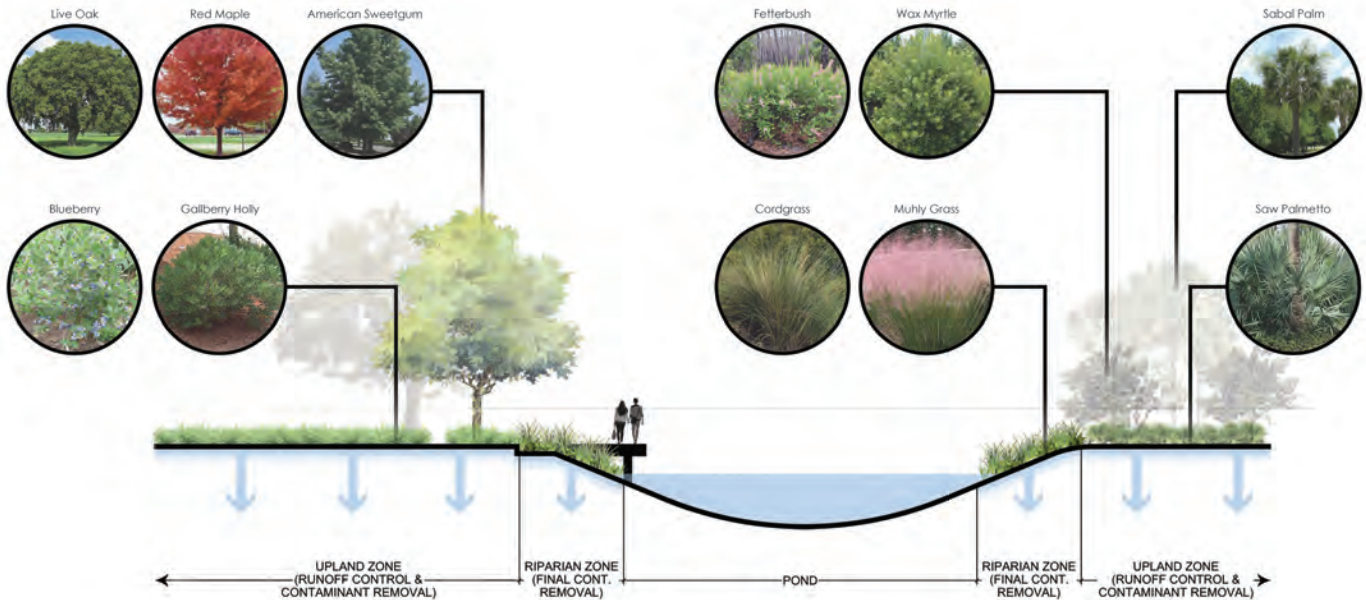 Live Oak
Red Maple
American Sweetgum
Fetterbush
Wax Myrtle
Sabal Palm
Blueberry
Gallberry Holly
Cordgrass
Muhly Grass
Saw Palmetto
UPLAND ZONE
(RUNOFF CONTROL &
CONTAMINANT REMOVAL)
RIPARIAN ZONE
(FINAL CONT.
REMOVAL)
POND
RIPARIAN ZONE
(FINAL CONT.
REMOVAL)
UPLAND ZONE
(RUNOFF CONTROL &
CONTAMINANT REMOVAL)